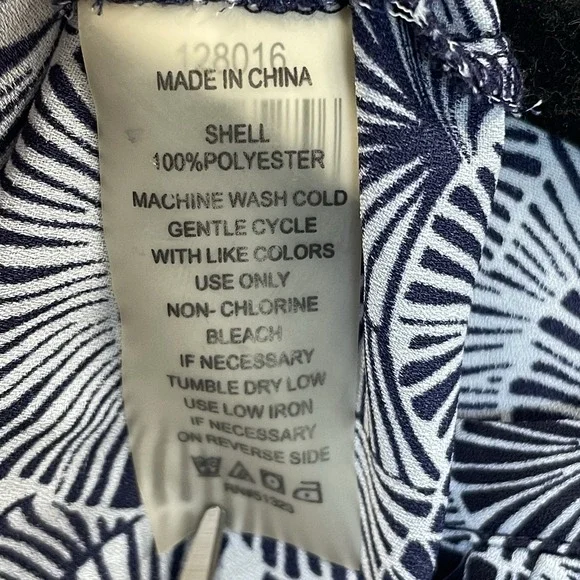 128016
MADE IN CHINA
SHELL
100%POLYESTER
MACHINE WASH COLD
GENTLE CYCLE
WITH LIKE COLORS
USE ONLY
NON- CHLORINE
BLEACH
IF NECESSARY
TUMBLE DRY LOW
USE LOW IRON
IF NECESSARY
ON REVERSE SIDE